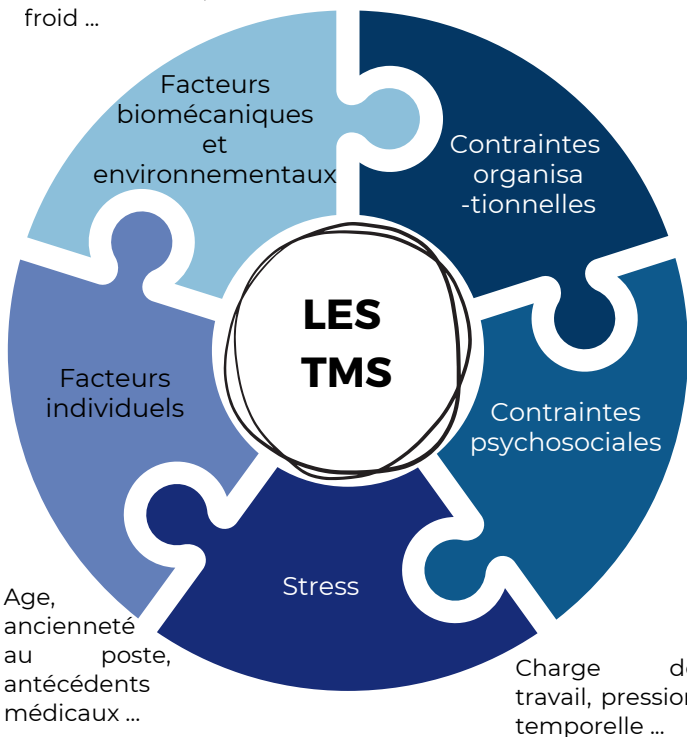 froid ...
Facteurs
biomécaniques
et
environnementaux
Contraintes
organisa
-tionnelles
LES
TMS
Facteurs
individuels
Contraintes
psychosociales
Stress
Age,
ancienneté
au poste,
antécédents
médicaux ...
Charge
travail, pression
temporelle ...